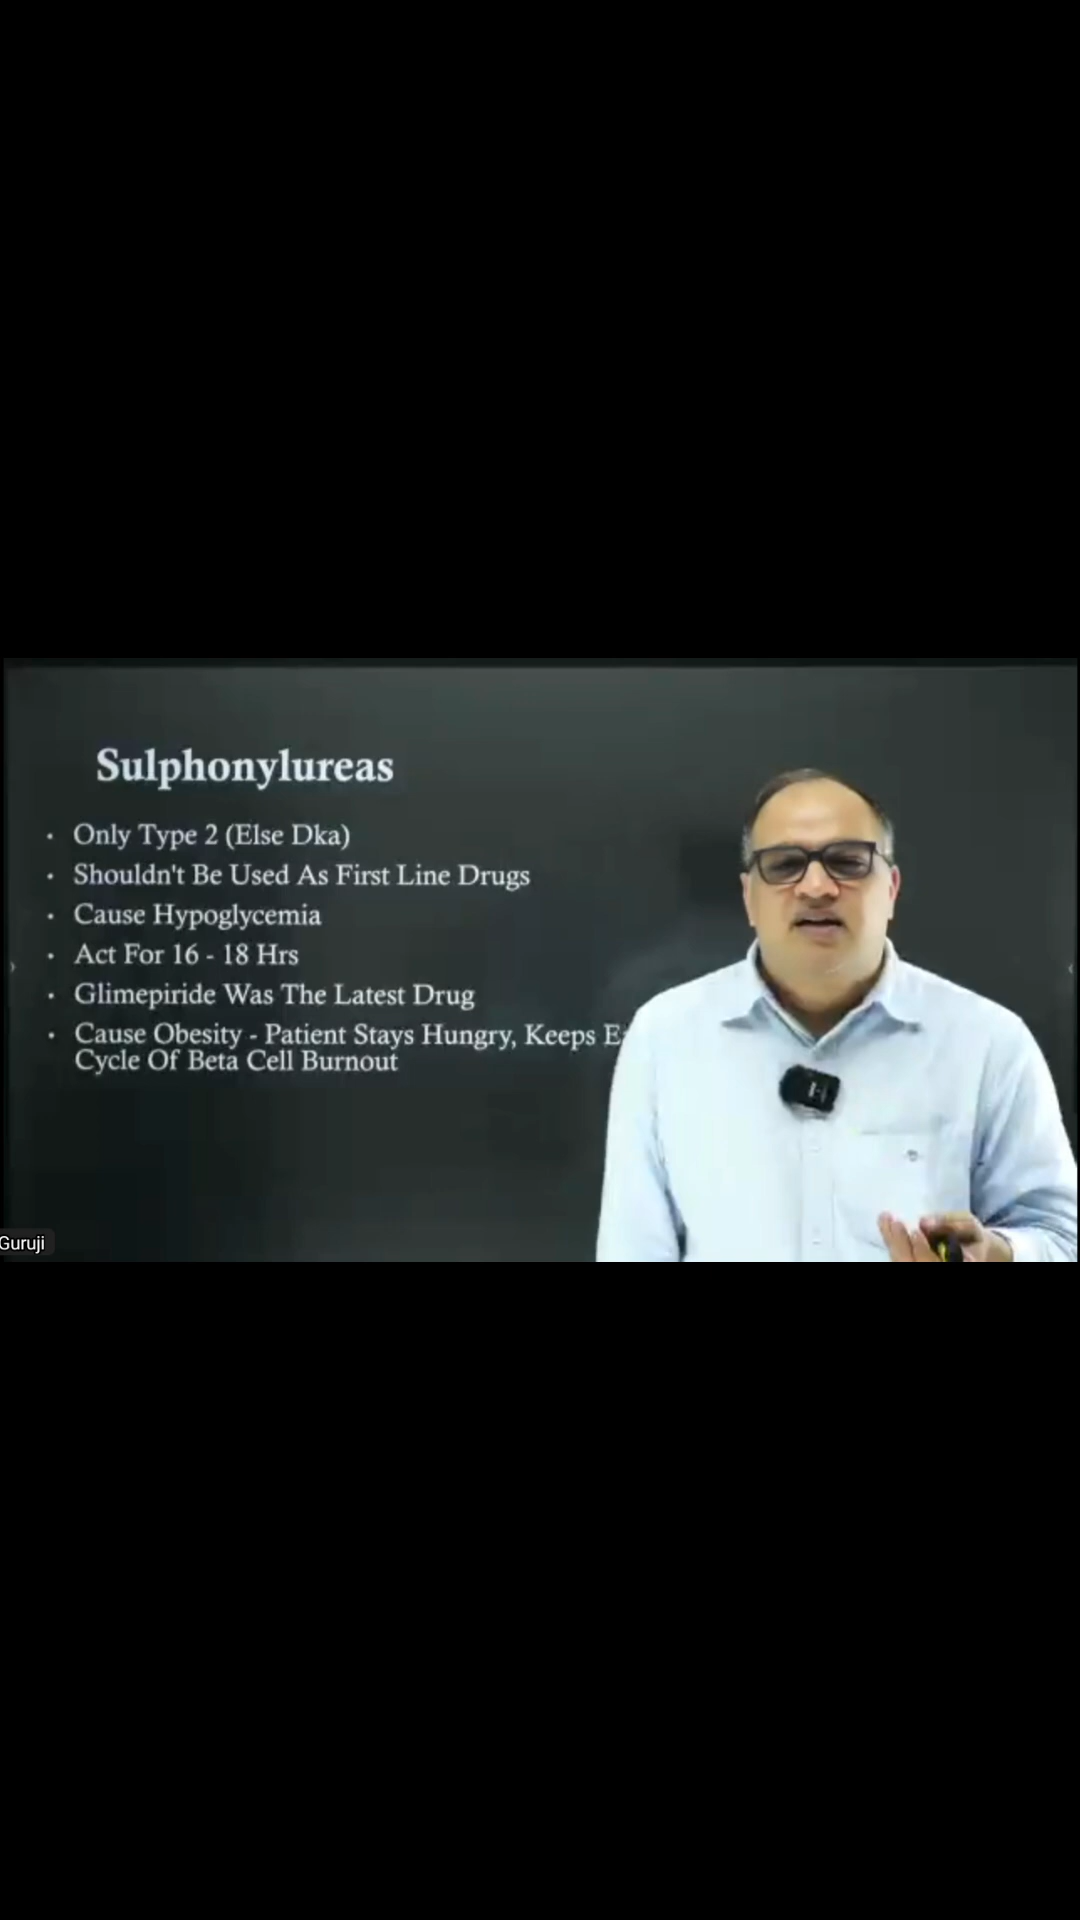 Sulphonylureas
• Only Type 2 (Else Dka)
• Shouldn't Be Used As First Line Drugs
• Cause Hypoglycemia
• Act For 16 - 18 Hrs
• Glimepiride Was The Latest Drug
• Cause Obesity - Patient Stays Hungry, Keeps
Cycle Of Beta Cell Burnout
Guruji